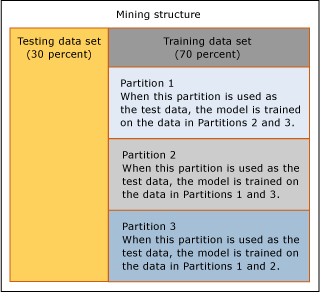 Mining structure
Testing data set
(30 percent)
Training data set
(70 percent)
Partition 1
When this partition is used as
the test data, the model is trained
on the data in Partitions 2 and 3.
Partition 2
When this partition is used as the
test data, the model is trained on
the data in Partitions 1 and 3.
Partition 3
When this partition is used as the
test data, the model is trained on
the data in Partitions 1 and 2.